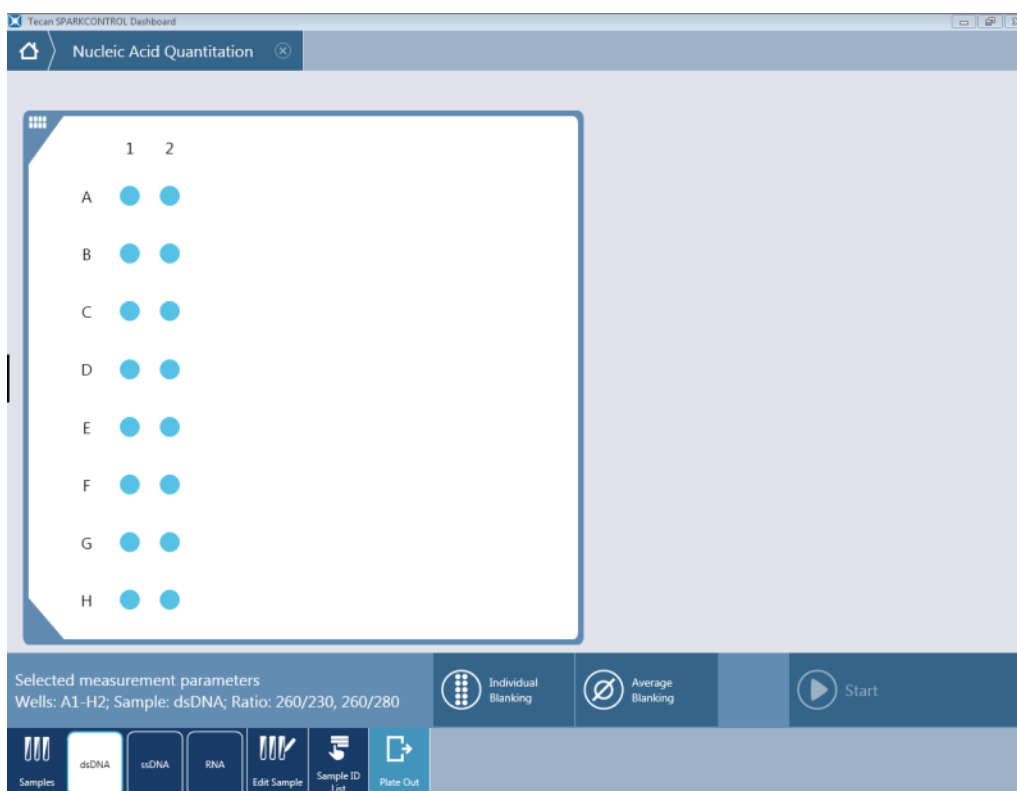 Tecan SPARKCONTROL Dashboard
Nucleic Acid Quantitation
1 2
A
B
C
D
E
F
G
H
Selected measurement parameters
Wells: A1-H2; Sample: dsDNA; Ratio: 260/230, 260/280
Individual
Blanking
Average
Blanking
Start
Samples
dsDNA
ssDNA
RNA
Edit Sample
Sample ID
List
Plate Out